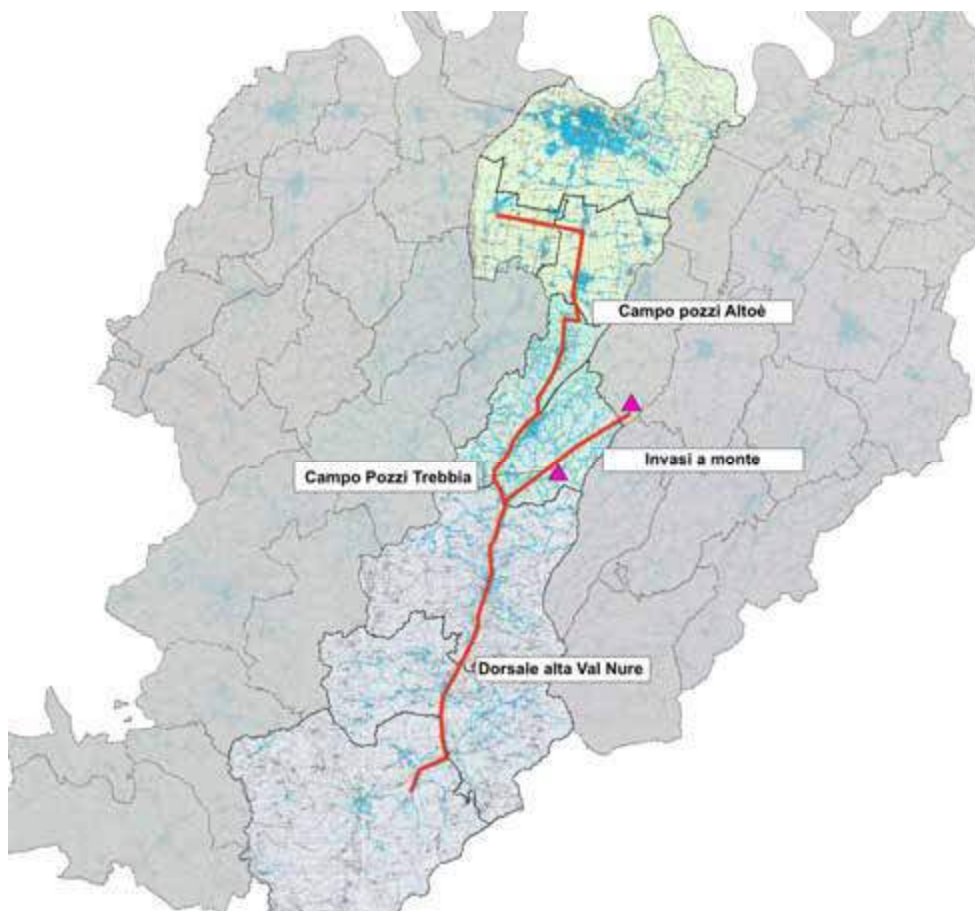 Campo pozzi Altoè
Invasi a monte
Campo Pozzi Trebbia
Dorsale alta Val Nure